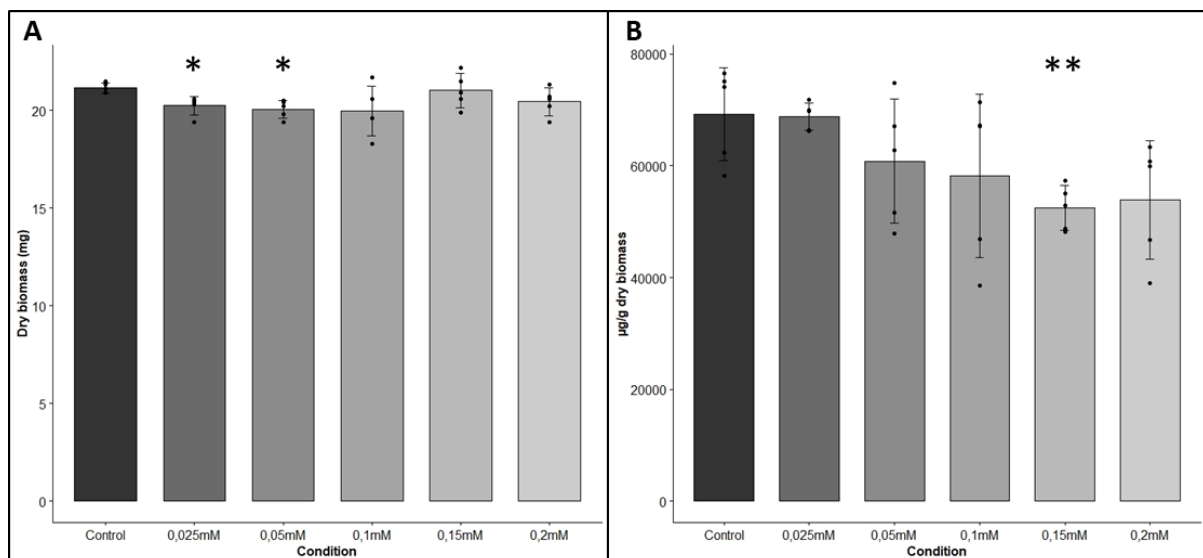 A
* *
Dry biomass (mg)
20
15
10
5
0
Control 0,025mM 0,05mM 0,1mM 0,15mM 0,2mM
Condition
B
**
µg/g dry biomass
80000
60000
40000
20000
0
Control 0,025mM 0,05mM 0,1mM 0,15mM 0,2mM
Condition